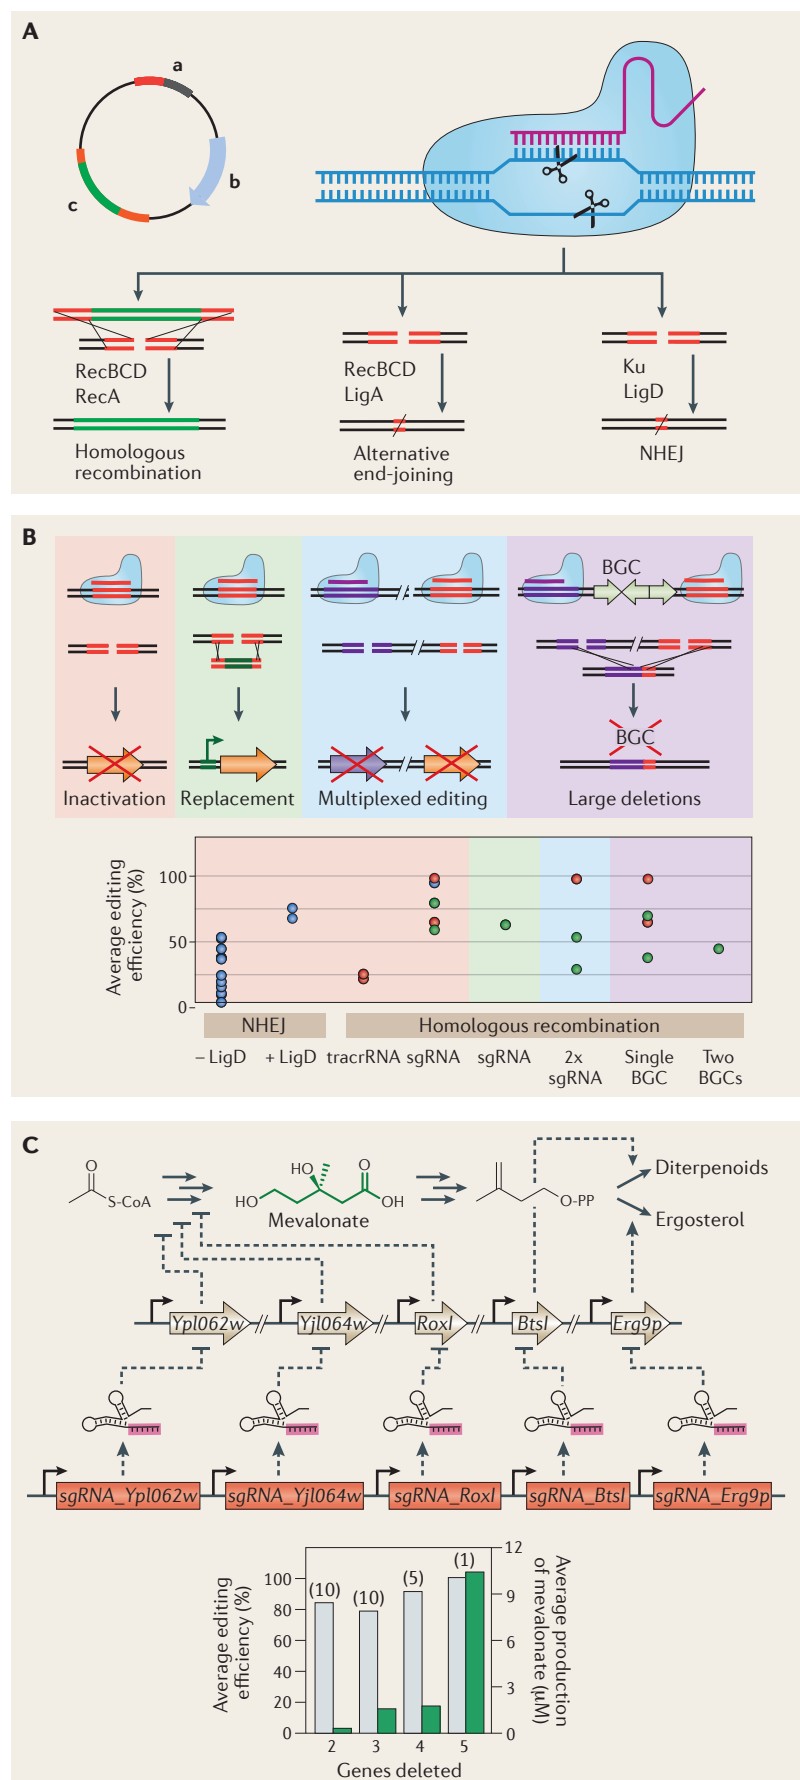 A
a
b
c
RecBCD
RecA
RecBCD
LigA
Ku
LigD
Homologous
recombination
Alternative
end-joining
NHEJ
B
BGC
BGC
Inactivation
Replacement
Multiplexed editing
Large deletions
Average editing
efficiency (%)
100
50
0
NHEJ
Homologous recombination
– LigD
+ LigD
tracrRNA
sgRNA
sgRNA
2x
sgRNA
Single
BGC
Two
BGCs
C
O
S-CoA
HO
O
HO
OH
Mevalonate
O-PP
Diterpenoids
Ergosterol
Ypl062w
Yjl064w
RoxI
BtsI
Erg9p
sgRNA_Ypl062w
sgRNA_Yjl064w
sgRNA_RoxI
sgRNA_BtsI
sgRNA_Erg9p
Average editing
efficiency (%)
100
80
60
40
20
0
(10)
(10)
(5)
(1)
12
9
6
3
0
Average production
of mevalonate (µM)
2
3
4
5
Genes deleted